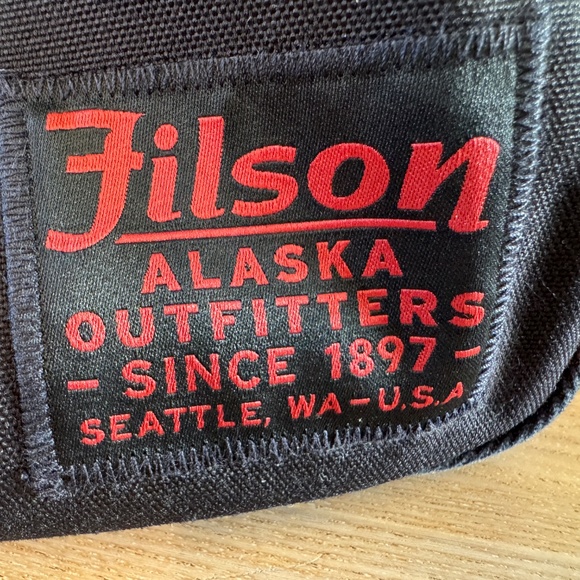 Filson
ALASKA
OUTFITTERS
- SINCE 1897 -
SEATTLE, WA-U.S.A